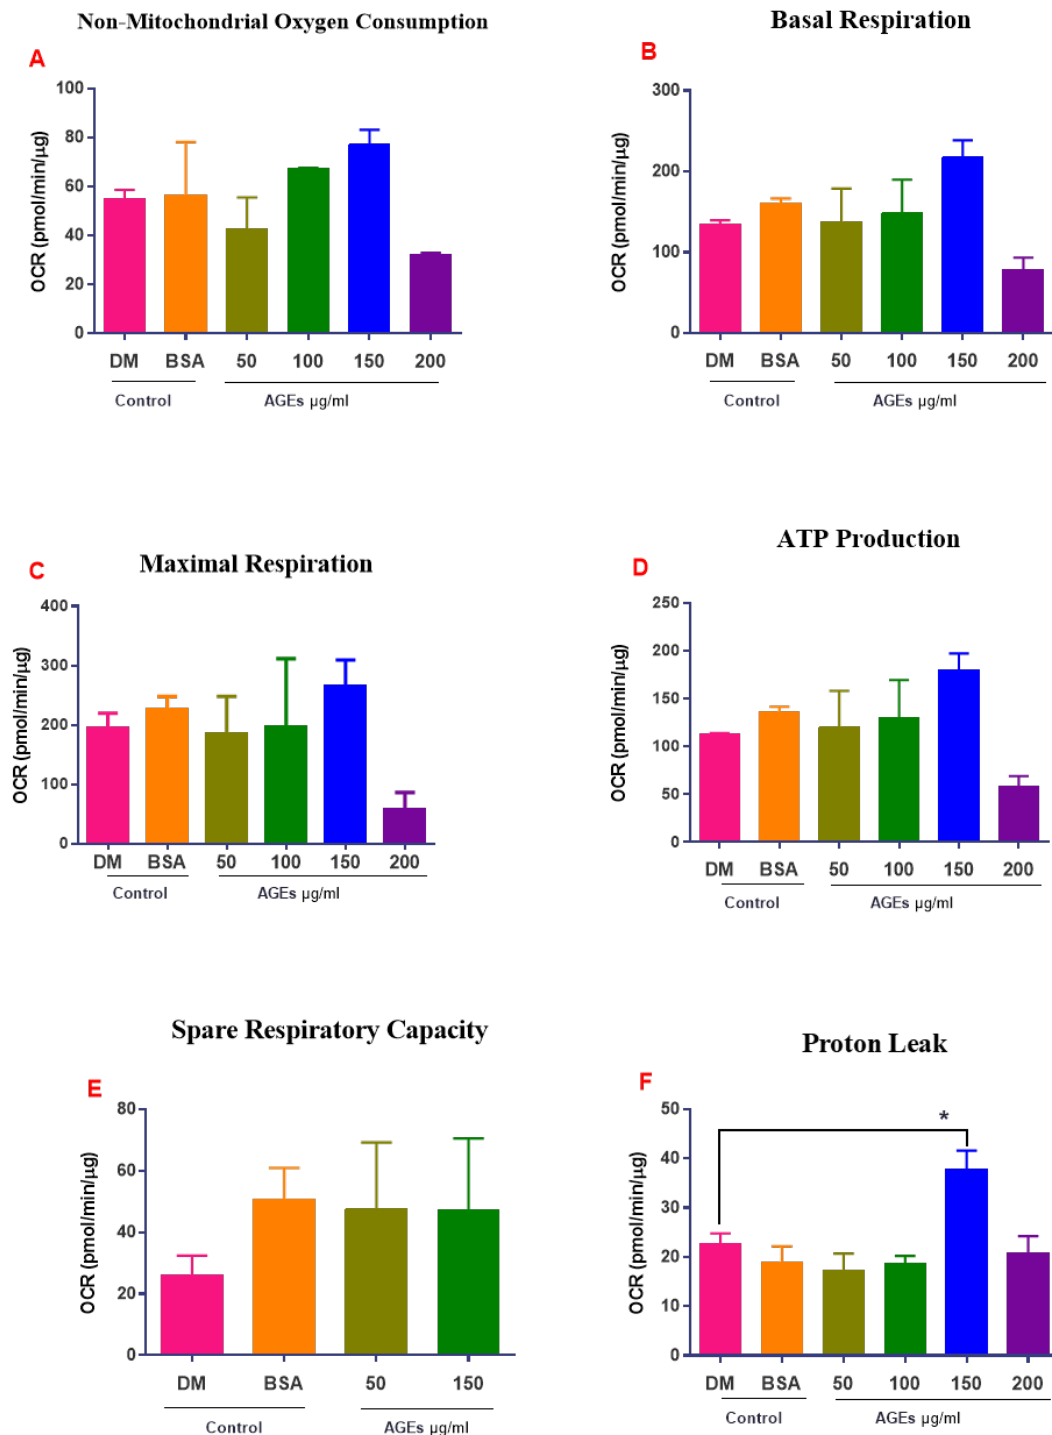 Non-Mitochondrial Oxygen Consumption
A
OCR (pmol/min/µg)
100
80
60
40
20
0
DM BSA 50 100 150 200
Control AGEs µg/ml
Basal Respiration
B
OCR (pmol/min/µg)
300
200
100
0
DM BSA 50 100 150 200
Control AGEs µg/ml
Maximal Respiration
C
OCR (pmol/min/µg)
400
300
200
100
0
DM BSA 50 100 150 200
Control AGEs µg/ml
ATP Production
D
OCR (pmol/min/µg)
250
200
150
100
50
0
DM BSA 50 100 150 200
Control AGEs µg/ml
Spare Respiratory Capacity
E
OCR (pmol/min/µg)
80
60
40
20
0
DM BSA 50 150
Control AGEs µg/ml
Proton Leak
F
OCR (pmol/min/µg)
50
40
30
20
10
0
*
DM BSA 50 100 150 200
Control AGEs µg/ml